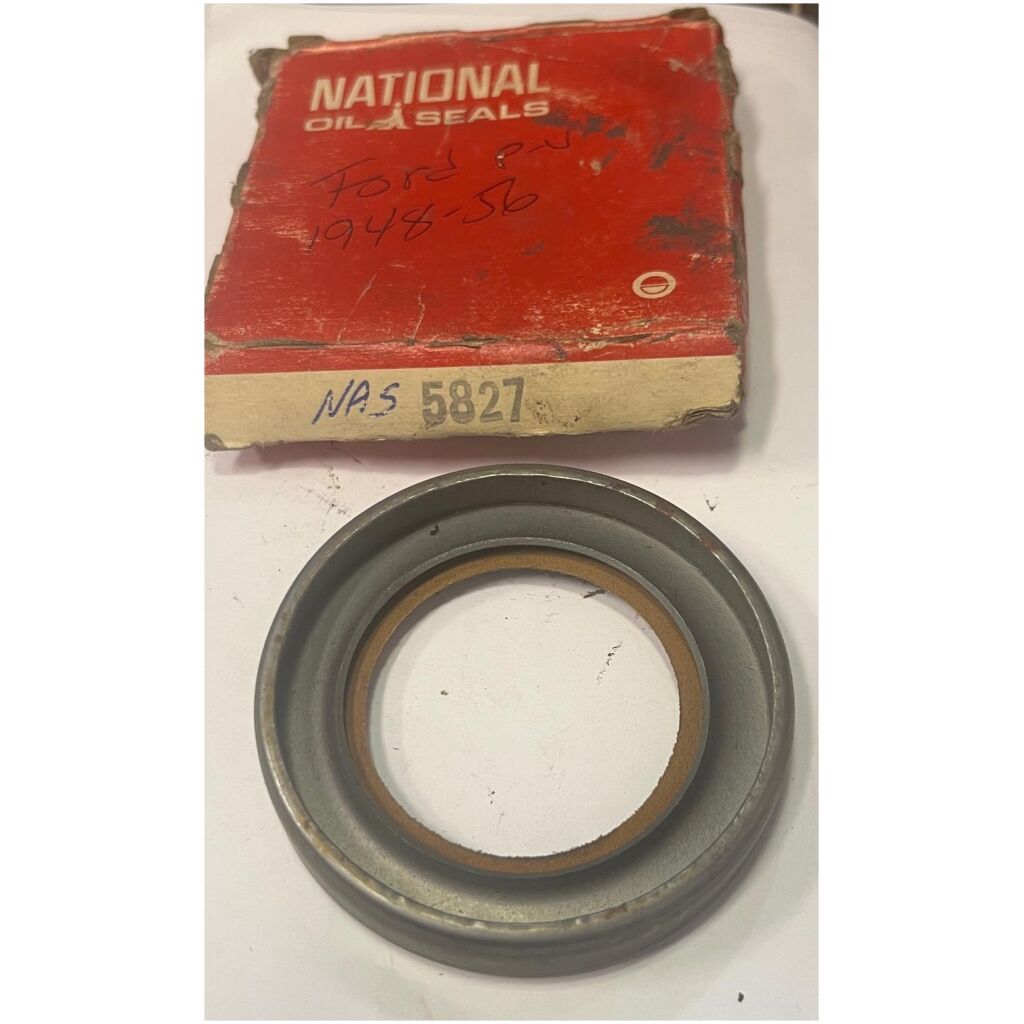 NATIONAL
OIL SEALS
Ford
1948-56
NAS 5827